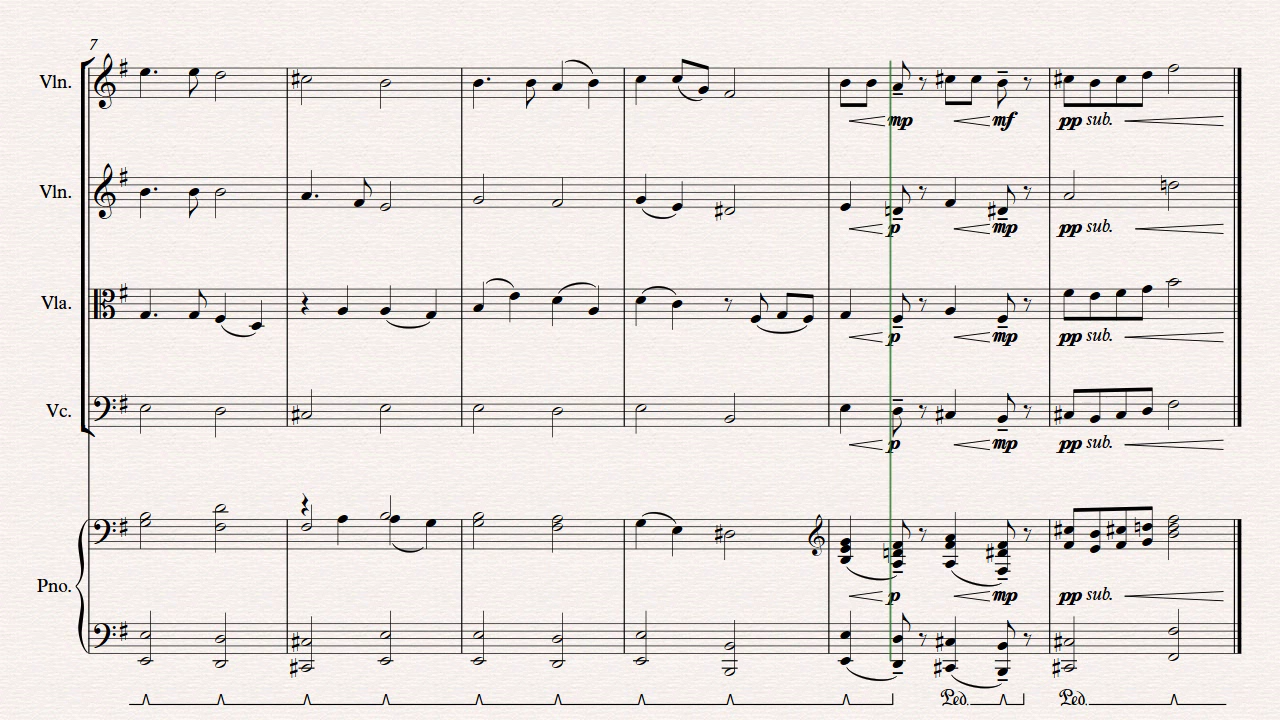 7
Vln.
mp mf pp sub.
Vln.
p mp pp sub.
Vla.
p mp pp sub.
Vc.
p mp pp sub.
Pno.
p mp pp sub.
Ped. Ped.